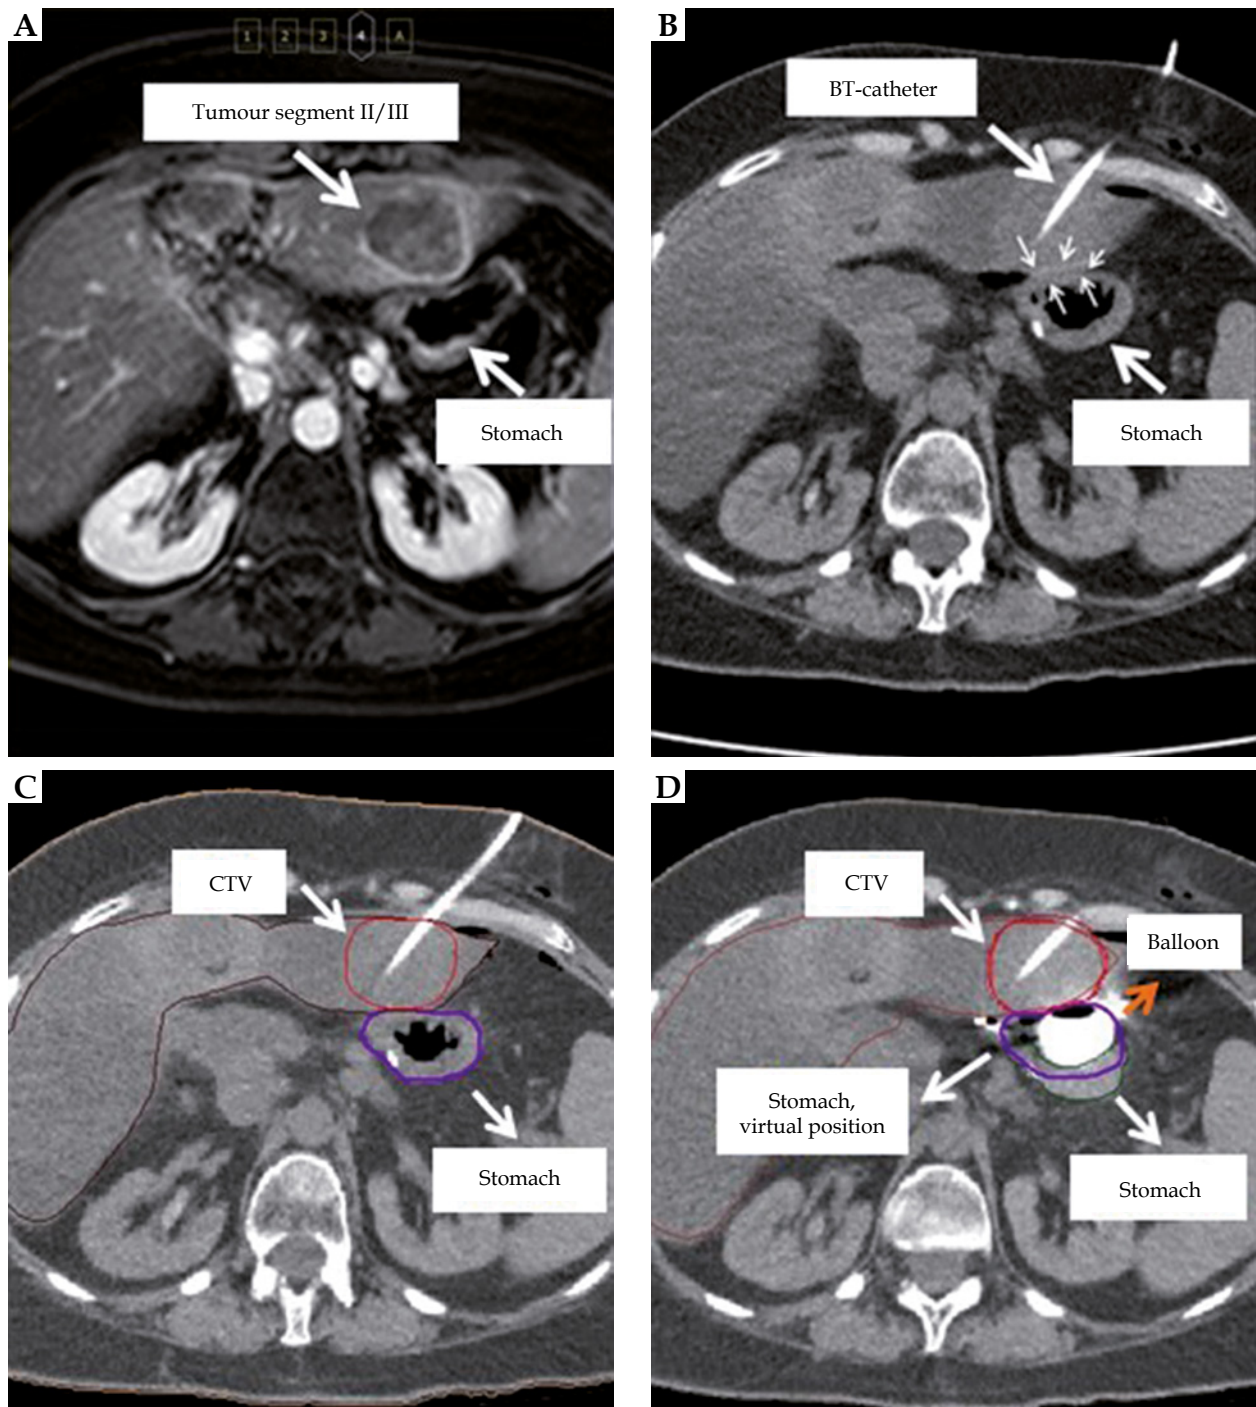 A
1 2 3 4 A
Tumour segment II/III
Stomach
B
BT-catheter
Stomach
C
CTV
Stomach
D
CTV
Balloon
Stomach,
virtual position
Stomach